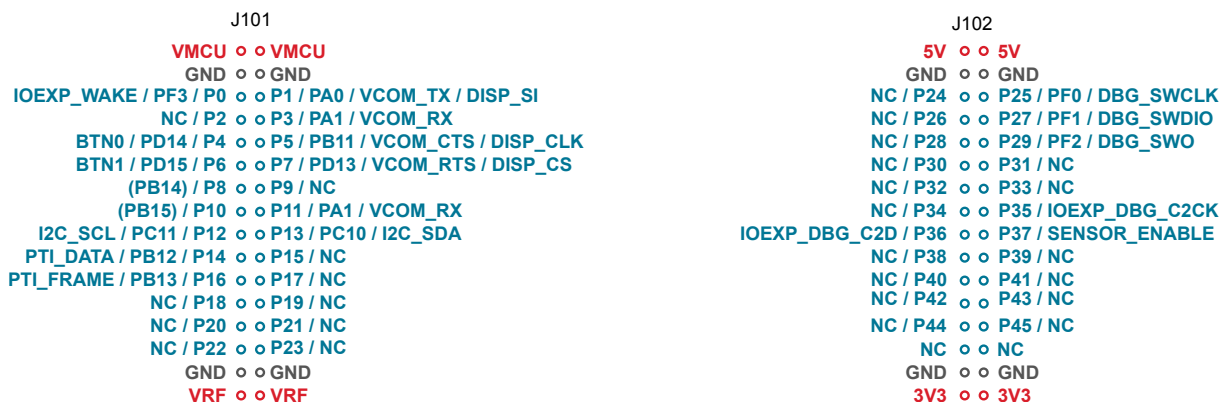 J101
VMCU VMCU
GND GND
IOEXP_WAKE / PF3 / P0 P1 / PA0 / VCOM_TX / DISP_SI
NC / P2 P3 / PA1 / VCOM_RX
BTN0 / PD14 / P4 P5 / PB11 / VCOM_CTS / DISP_CLK
BTN1 / PD15 / P6 P7 / PD13 / VCOM_RTS / DISP_CS
(PB14) / P8 P9 / NC
(PB15) / P10 P11 / PA1 / VCOM_RX
I2C_SCL / PC11 / P12 P13 / PC10 / I2C_SDA
PTI_DATA / PB12 / P14 P15 / NC
PTI_FRAME / PB13 / P16 P17 / NC
NC / P18 P19 / NC
NC / P20 P21 / NC
NC / P22 P23 / NC
GND GND
VRF VRF
J102
5V 5V
GND GND
NC / P24 P25 / PF0 / DBG_SWCLK
NC / P26 P27 / PF1 / DBG_SWDIO
NC / P28 P29 / PF2 / DBG_SWO
NC / P30 P31 / NC
NC / P32 P33 / NC
NC / P34 P35 / IOEXP_DBG_C2CK
IOEXP_DBG_C2D / P36 P37 / SENSOR_ENABLE
NC / P38 P39 / NC
NC / P40 P41 / NC
NC / P42 P43 / NC
NC / P44 P45 / NC
NC NC
GND GND
3V3 3V3